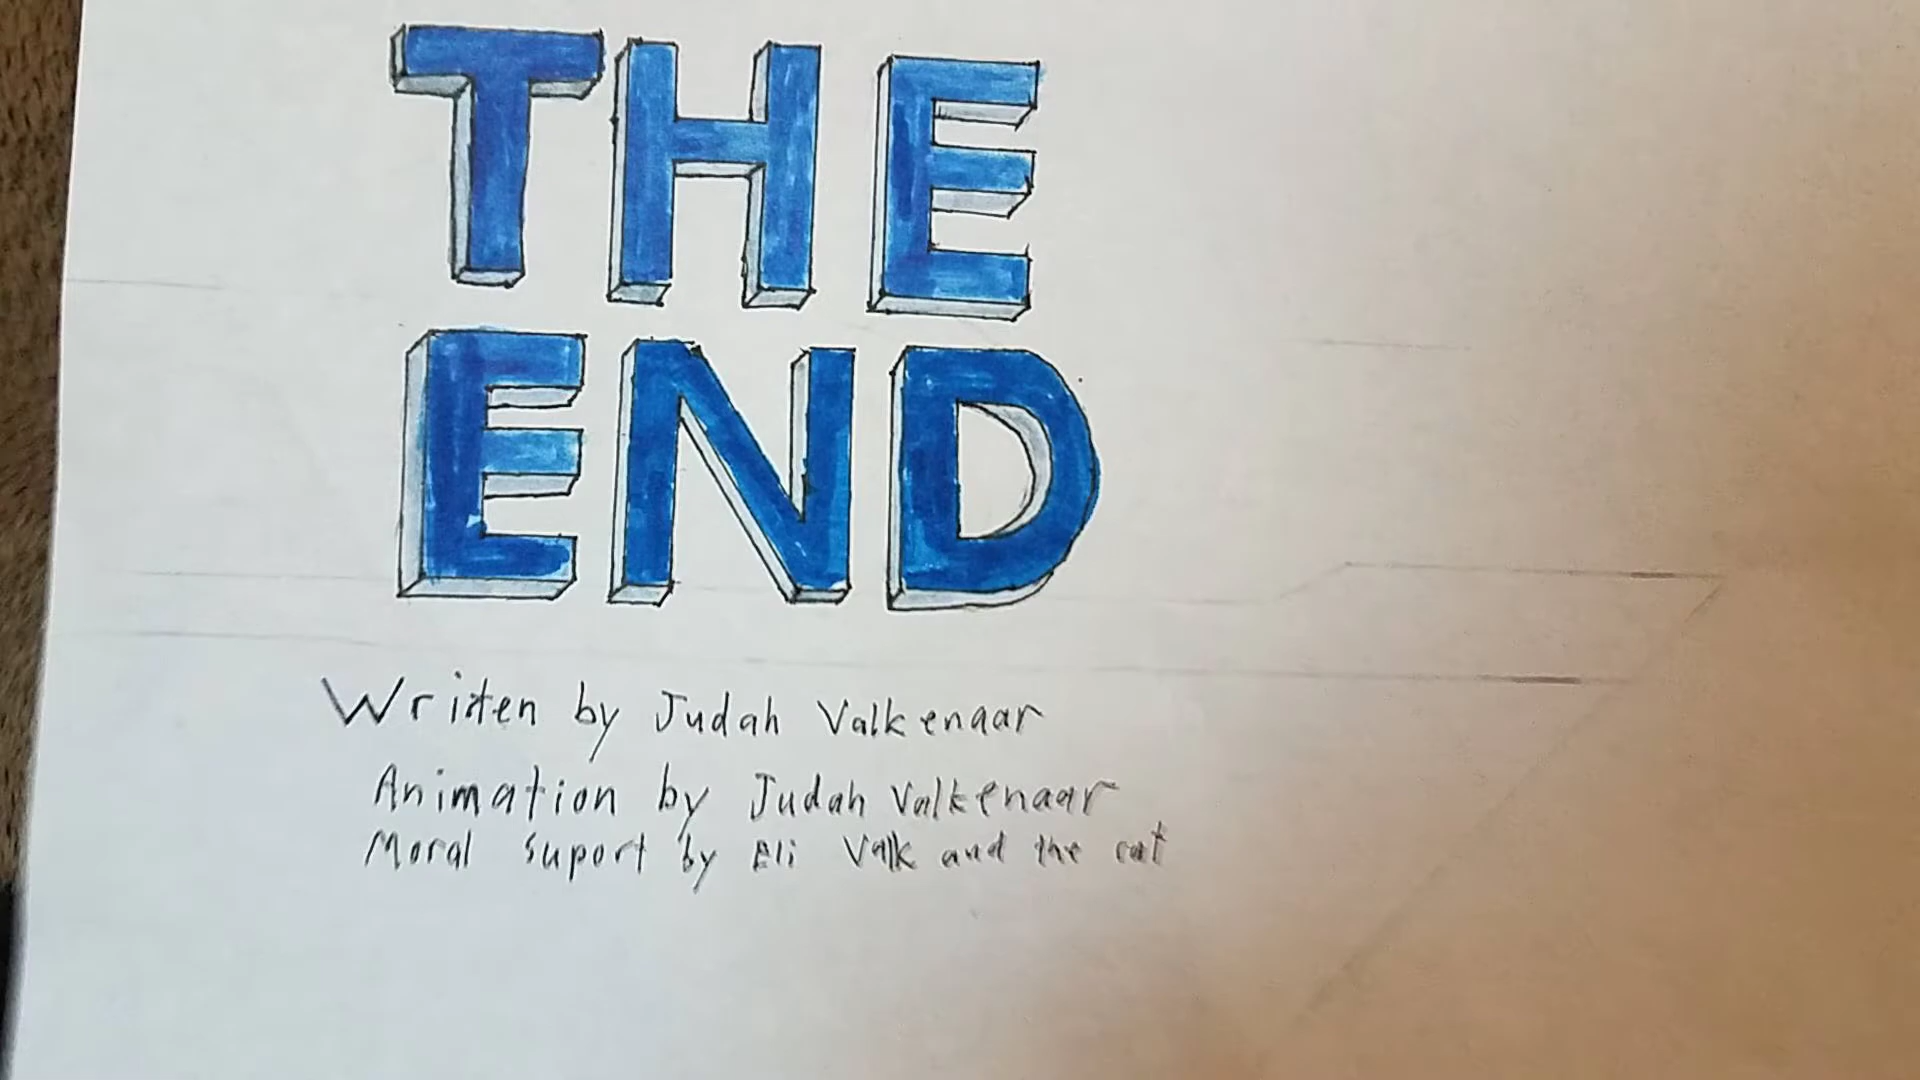 THE
END
Writen by Judah Valkenaar
Animation by Judah Valkenaar
Moral Suport by Eli Valk and the cat